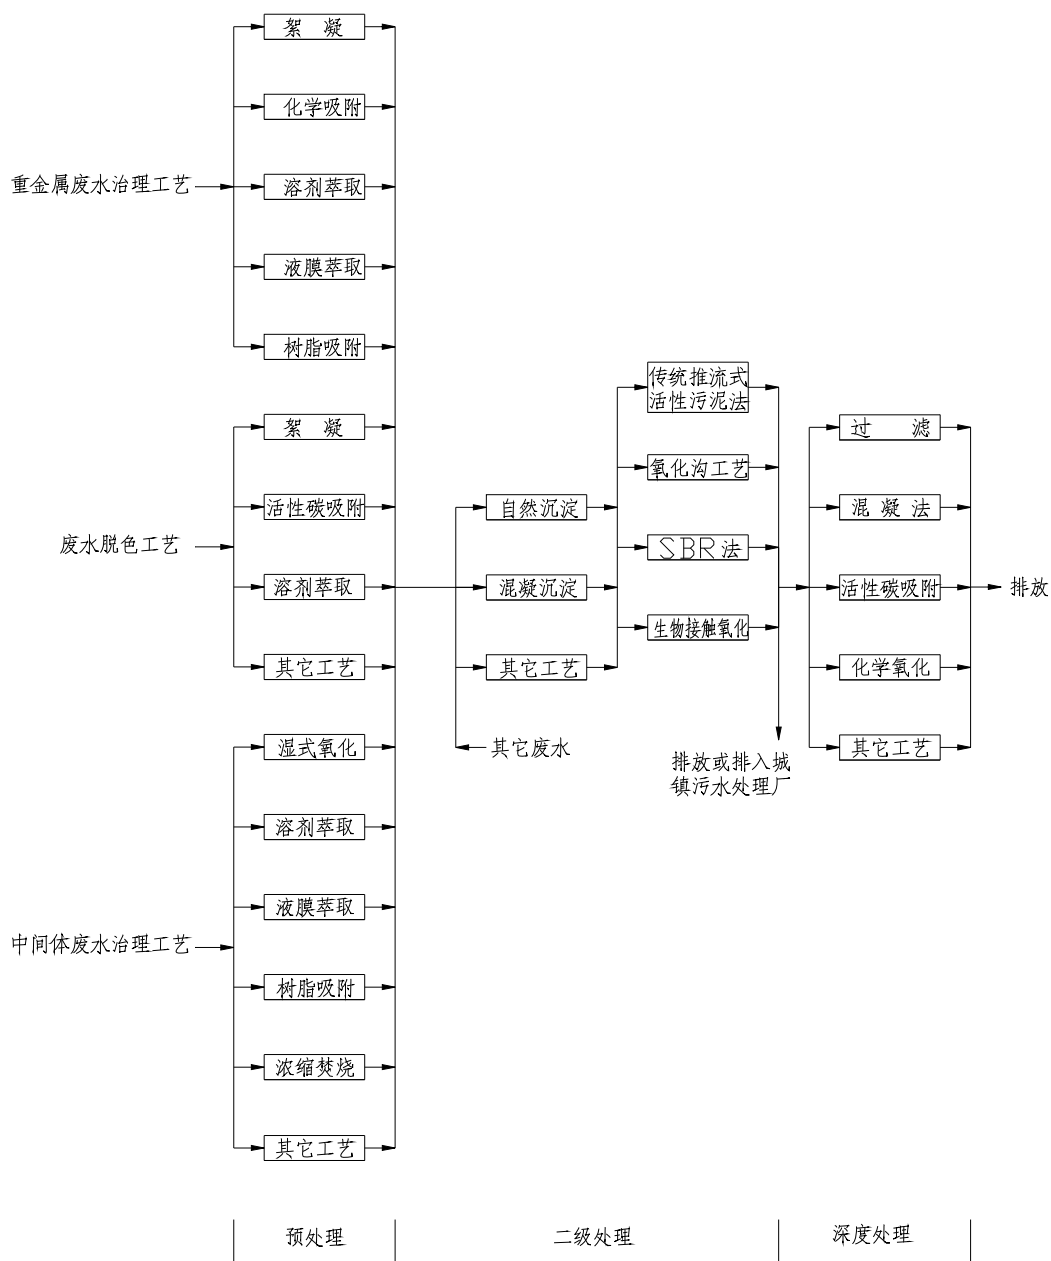 重金属废水治理工艺
絮 凝
化学吸附
溶剂萃取
液膜萃取
树脂吸附
废水脱色工艺
絮 凝
活性碳吸附
溶剂萃取
其它工艺
中间体废水治理工艺
湿式氧化
溶剂萃取
液膜萃取
树脂吸附
浓缩焚烧
其它工艺
自然沉淀
混凝沉淀
其它工艺
其它废水
传统推流式
活性污泥法
氧化沟工艺
SBR法
生物接触氧化
排放或排入城
镇污水处理厂
过 滤
混 凝 法
活性碳吸附
化学氧化
其它工艺
排放
预处理
二级处理
深度处理